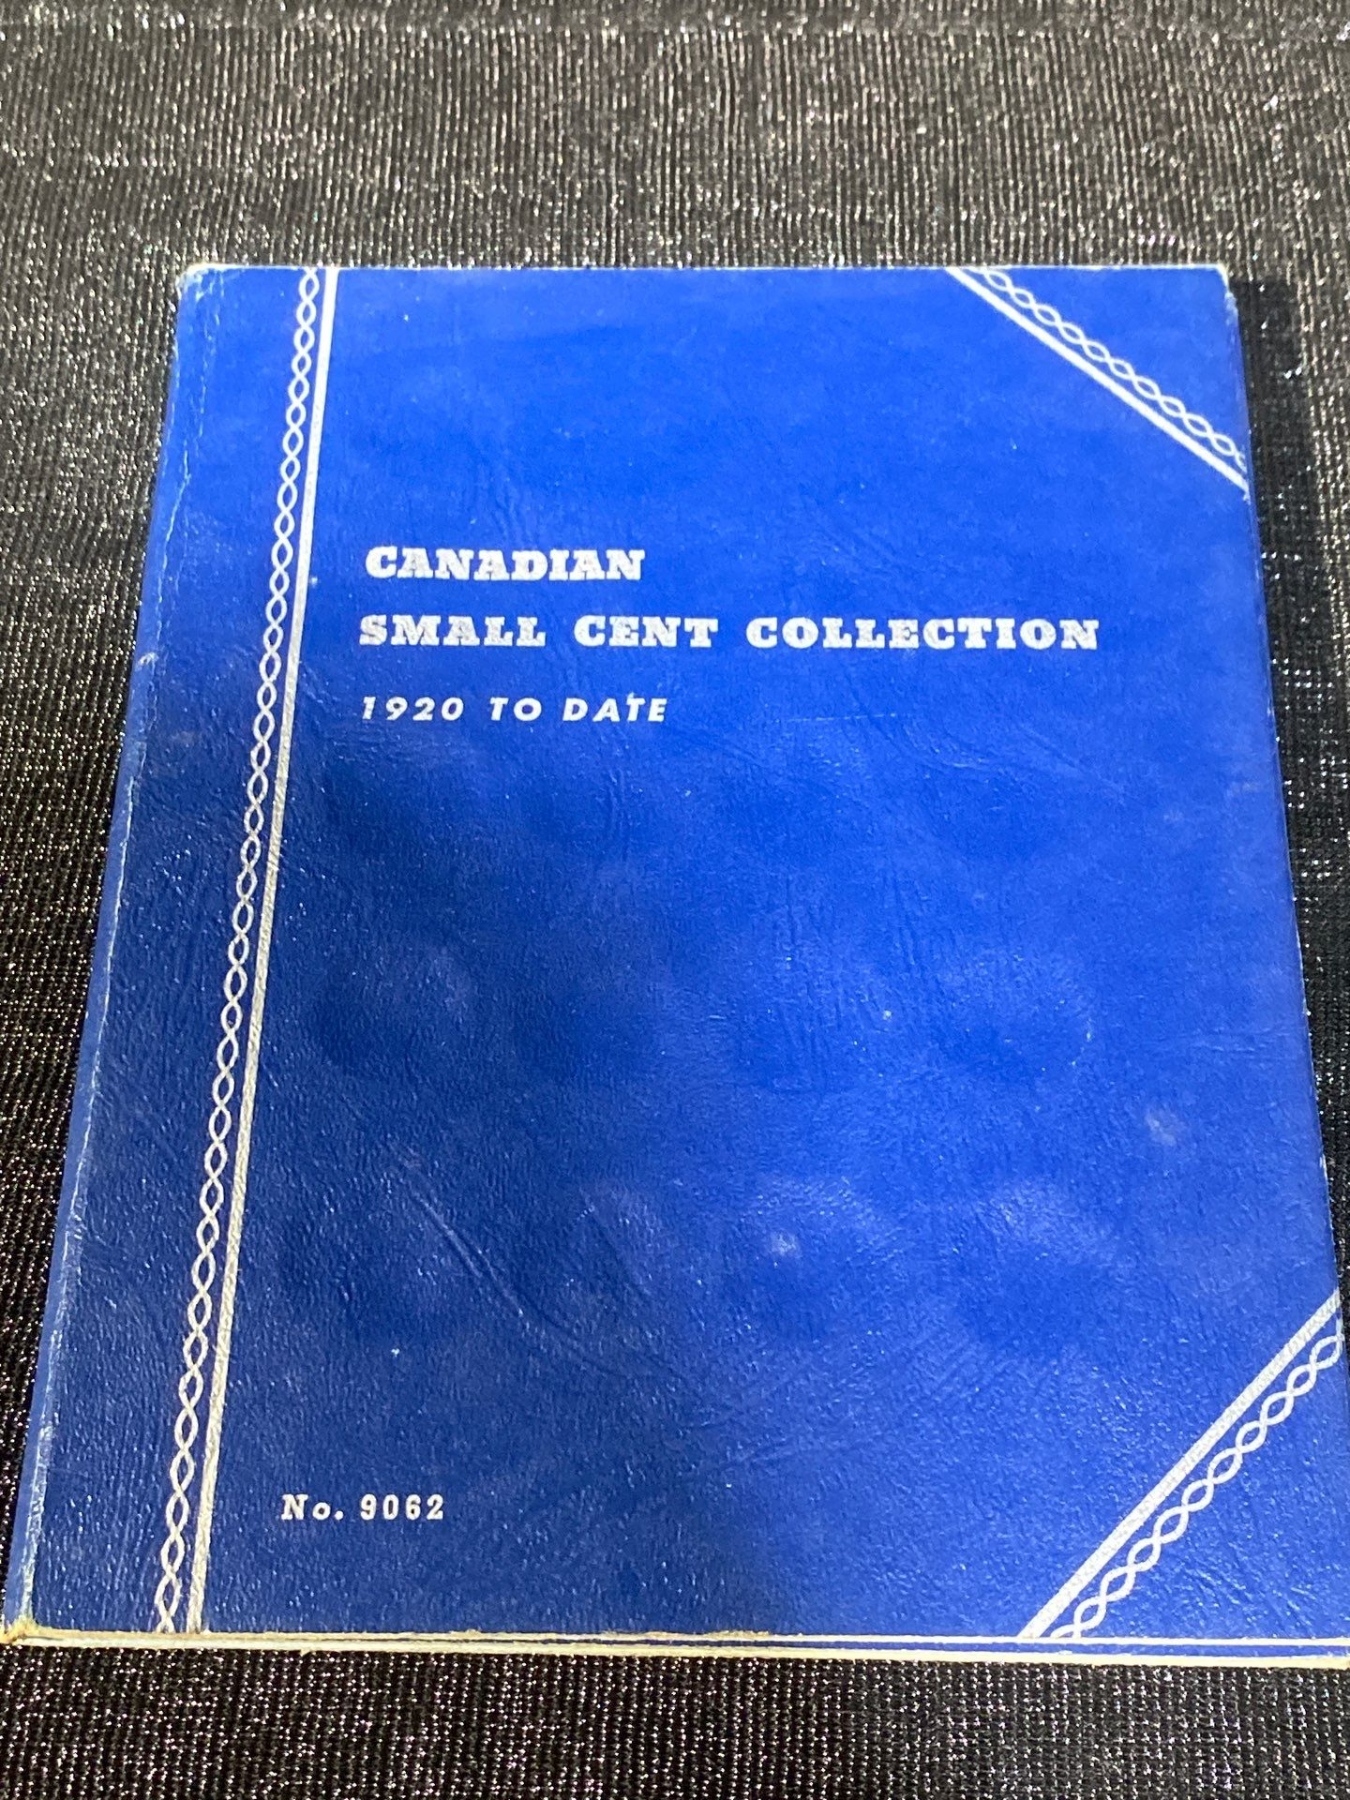 CANADIAN
SMALL CENT COLLECTION
1920 TO DATE
No. 9062